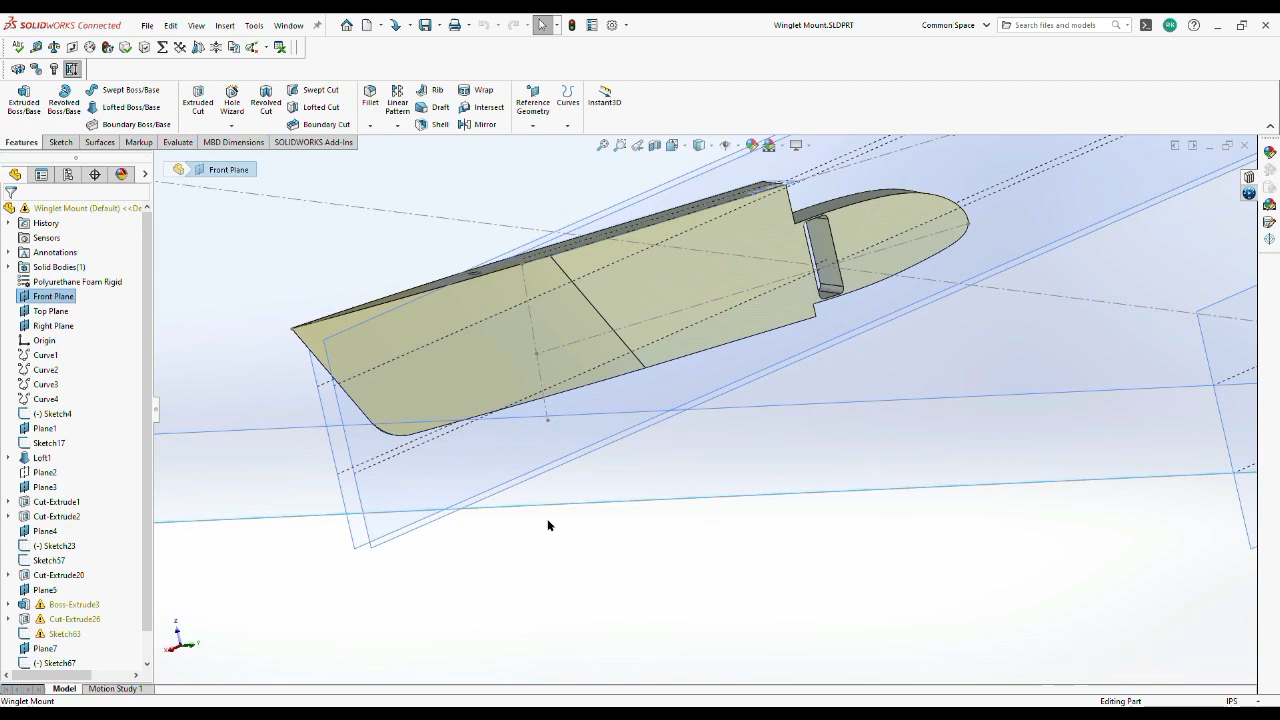 SOLIDWORKS Connected
File Edit View Insert Tools Window
Winglet Mount.SLDPRT
Common Space
Search files and models
RK
Extruded Boss/Base
Revolved Boss/Base
Swept Boss/Base
Lofted Boss/Base
Boundary Boss/Base
Extruded Cut
Hole Wizard
Revolved Cut
Swept Cut
Lofted Cut
Boundary Cut
Fillet
Linear Pattern
Rib
Draft
Shell
Wrap
Intersect
Mirror
Reference Geometry
Curves
Instant3D
Features Sketch Surfaces Markup Evaluate MBD Dimensions SOLIDWORKS Add-Ins
Front Plane
Winglet Mount (Default) <<De
History
Sensors
Annotations
Solid Bodies(1)
Polyurethane Foam Rigid
Front Plane
Top Plane
Right Plane
Origin
Curve1
Curve2
Curve3
Curve4
(-) Sketch4
Plane1
Sketch17
Loft1
Plane2
Plane3
Cut-Extrude1
Cut-Extrude2
Plane4
(-) Sketch23
Sketch57
Cut-Extrude20
Plane5
Boss-Extrude3
Cut-Extrude26
Sketch63
Plane7
(-) Sketch67
Z
Y
X
Model Motion Study 1
Winglet Mount
Editing Part
IPS